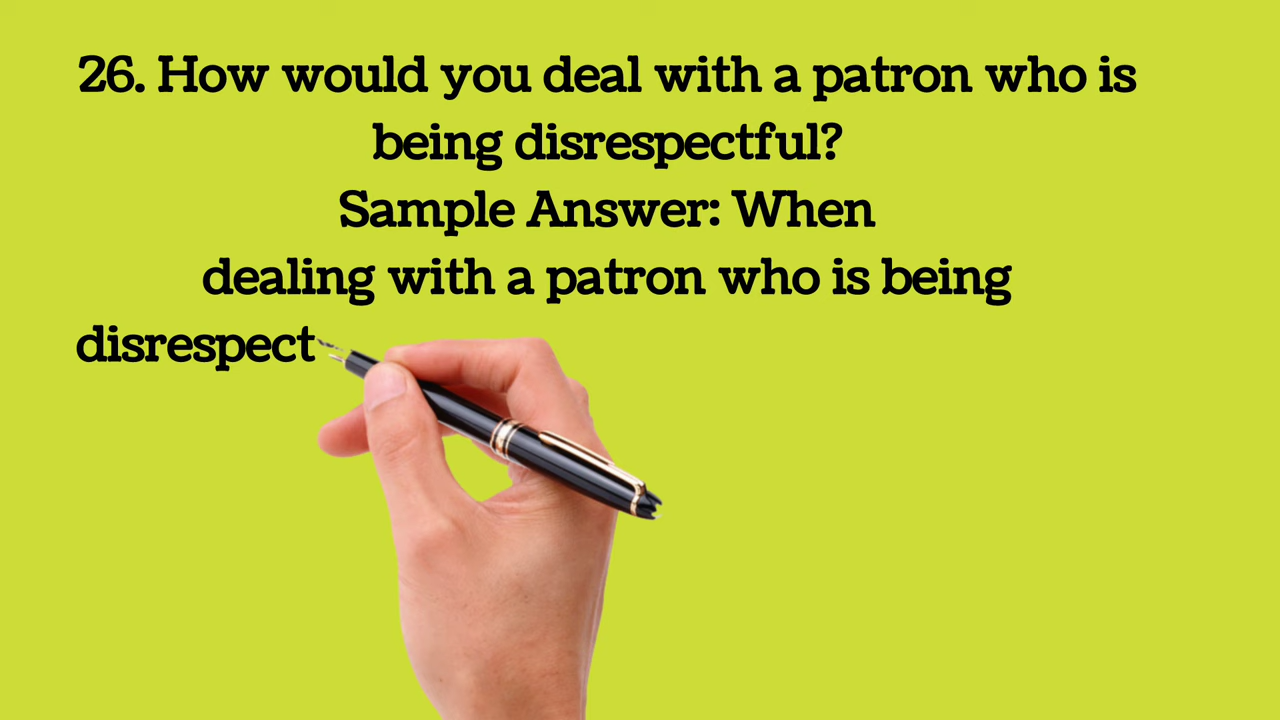 26. How would you deal with a patron who is
being disrespectful?
Sample Answer: When
dealing with a patron who is being
disrespect